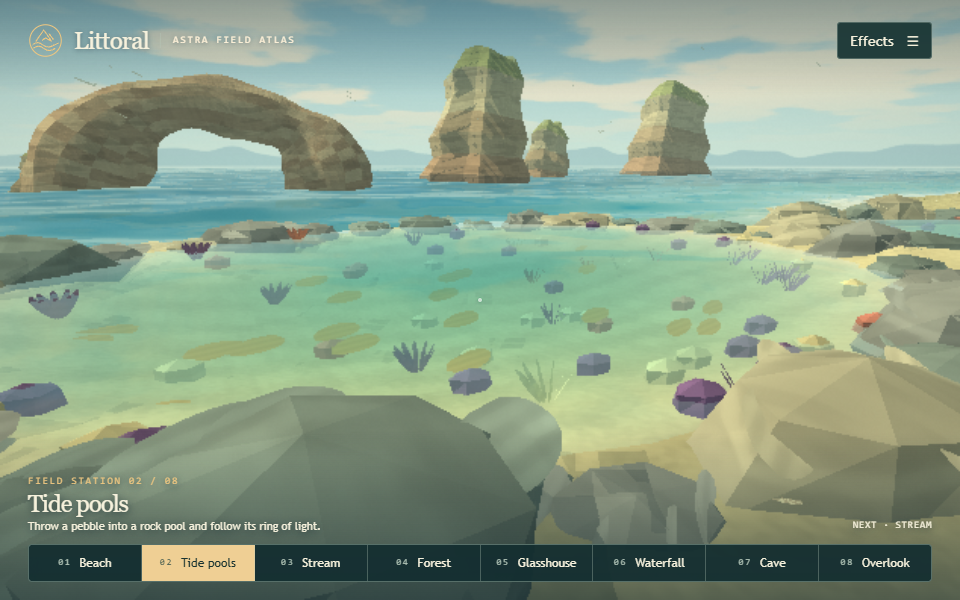 Littoral
ASTRA FIELD ATLAS
Effects
FIELD STATION 02 / 08
Tide pools
Throw a pebble into a rock pool and follow its ring of light.
NEXT · STREAM
01 Beach
02 Tide pools
03 Stream
04 Forest
05 Glasshouse
06 Waterfall
07 Cave
08 Overlook